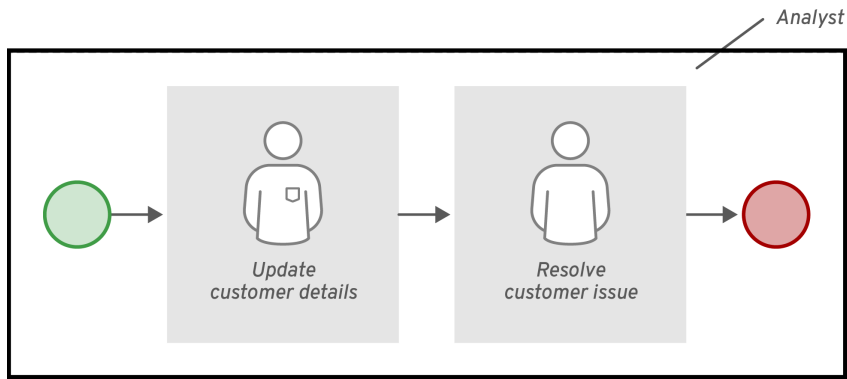 Analyst
Update
customer details
Resolve
customer issue